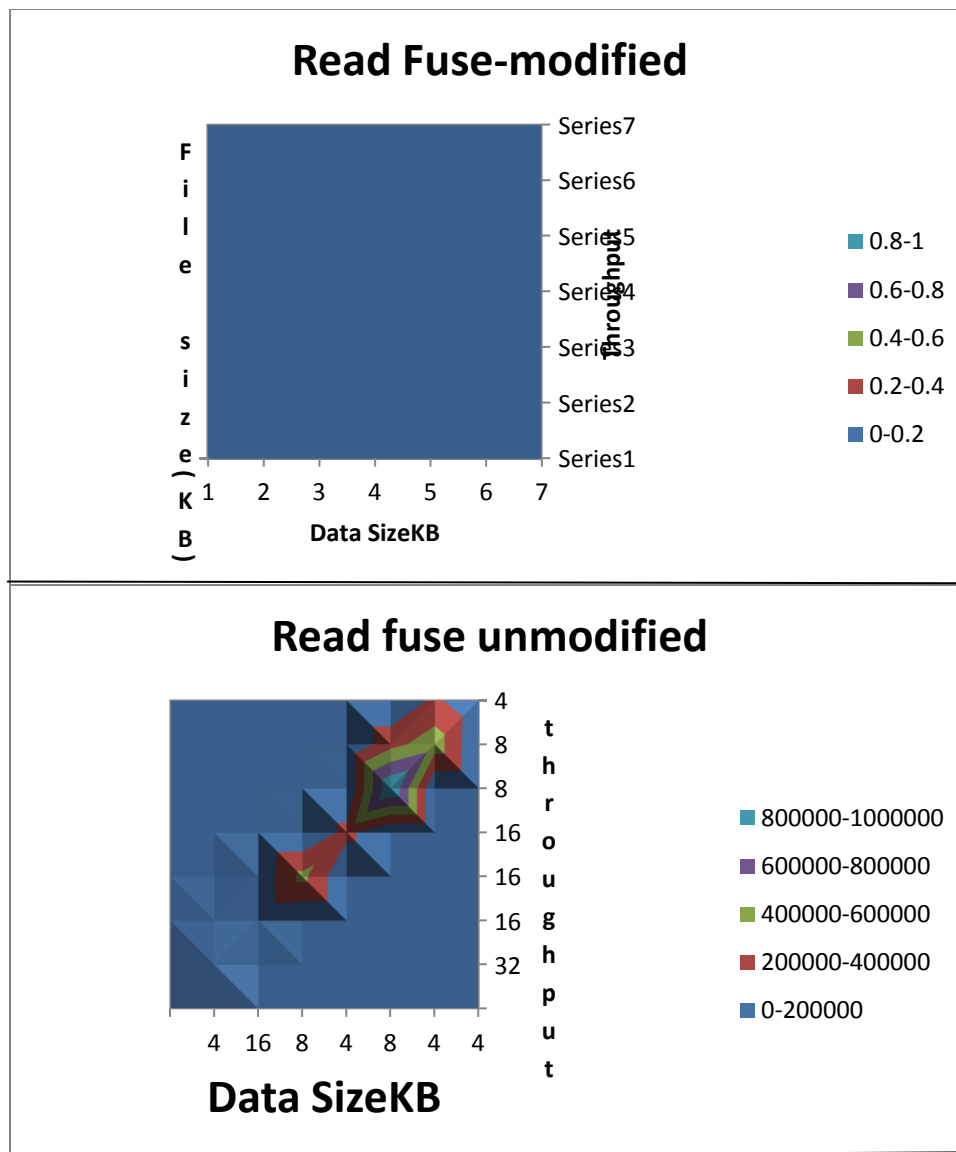 Read Fuse-modified
File size(KB)
Series7
Series6
Series5
Series4
Series3
Series2
Series1
Throughput
1 2 3 4 5 6 7
Data SizeKB
0.8-1
0.6-0.8
0.4-0.6
0.2-0.4
0-0.2
Read fuse unmodified
4
8
8
16
16
16
32
throughput
4 16 8 4 8 4 4
Data SizeKB
800000-1000000
600000-800000
400000-600000
200000-400000
0-200000